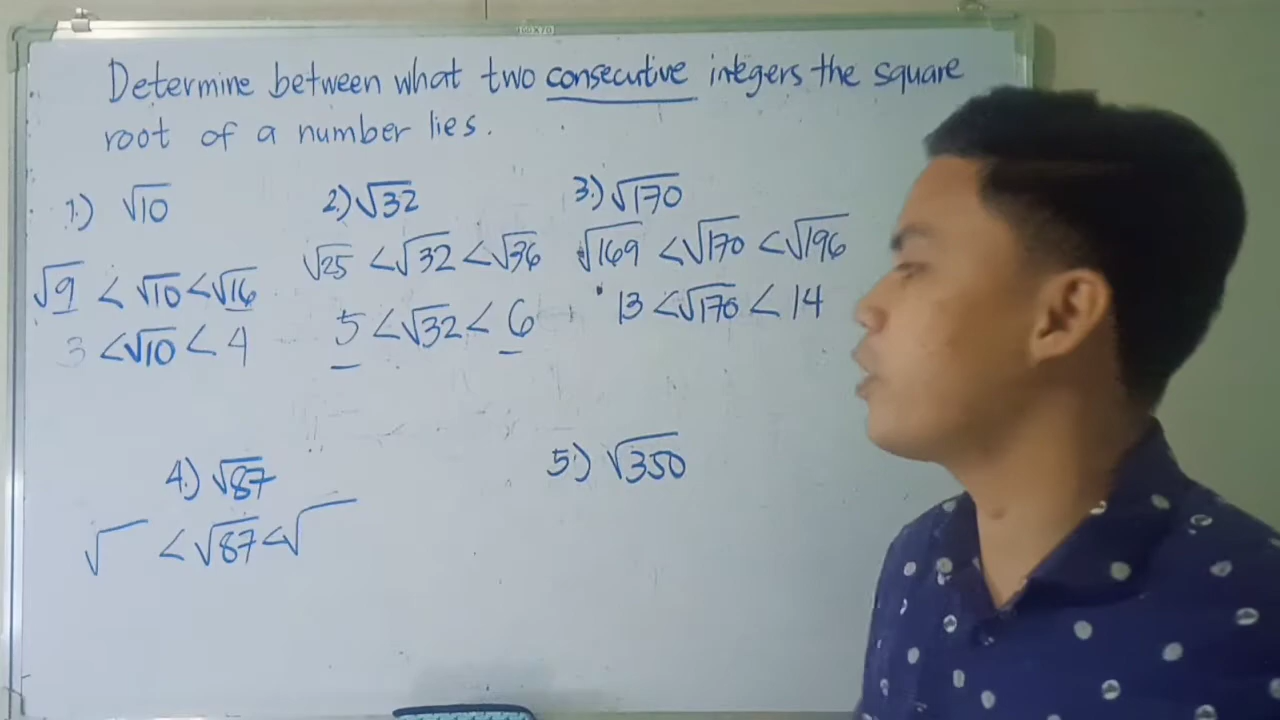 Determine between what two consecutive integers the square
root of a number lies.
1.) √10
√9 < √10 < √16
3 < √10 < 4
2.) √32
√25 < √32 < √36
5 < √32 < 6
3.) √170
√169 < √170 < √196
13 < √170 < 14
4.) √87
√ < √87 < √
5.) √350